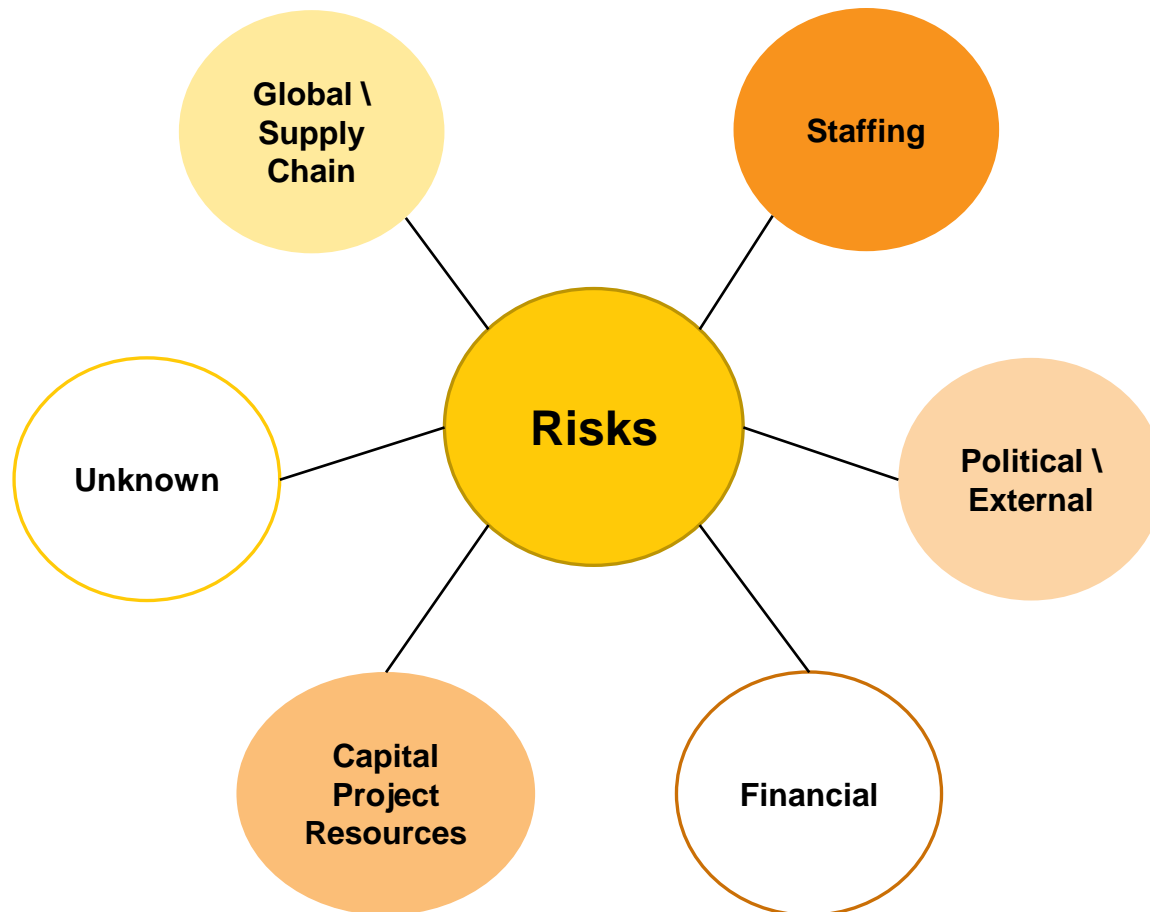 Global \
Supply
Chain
Staffing
Risks
Unknown
Political \
External
Capital
Project
Resources
Financial